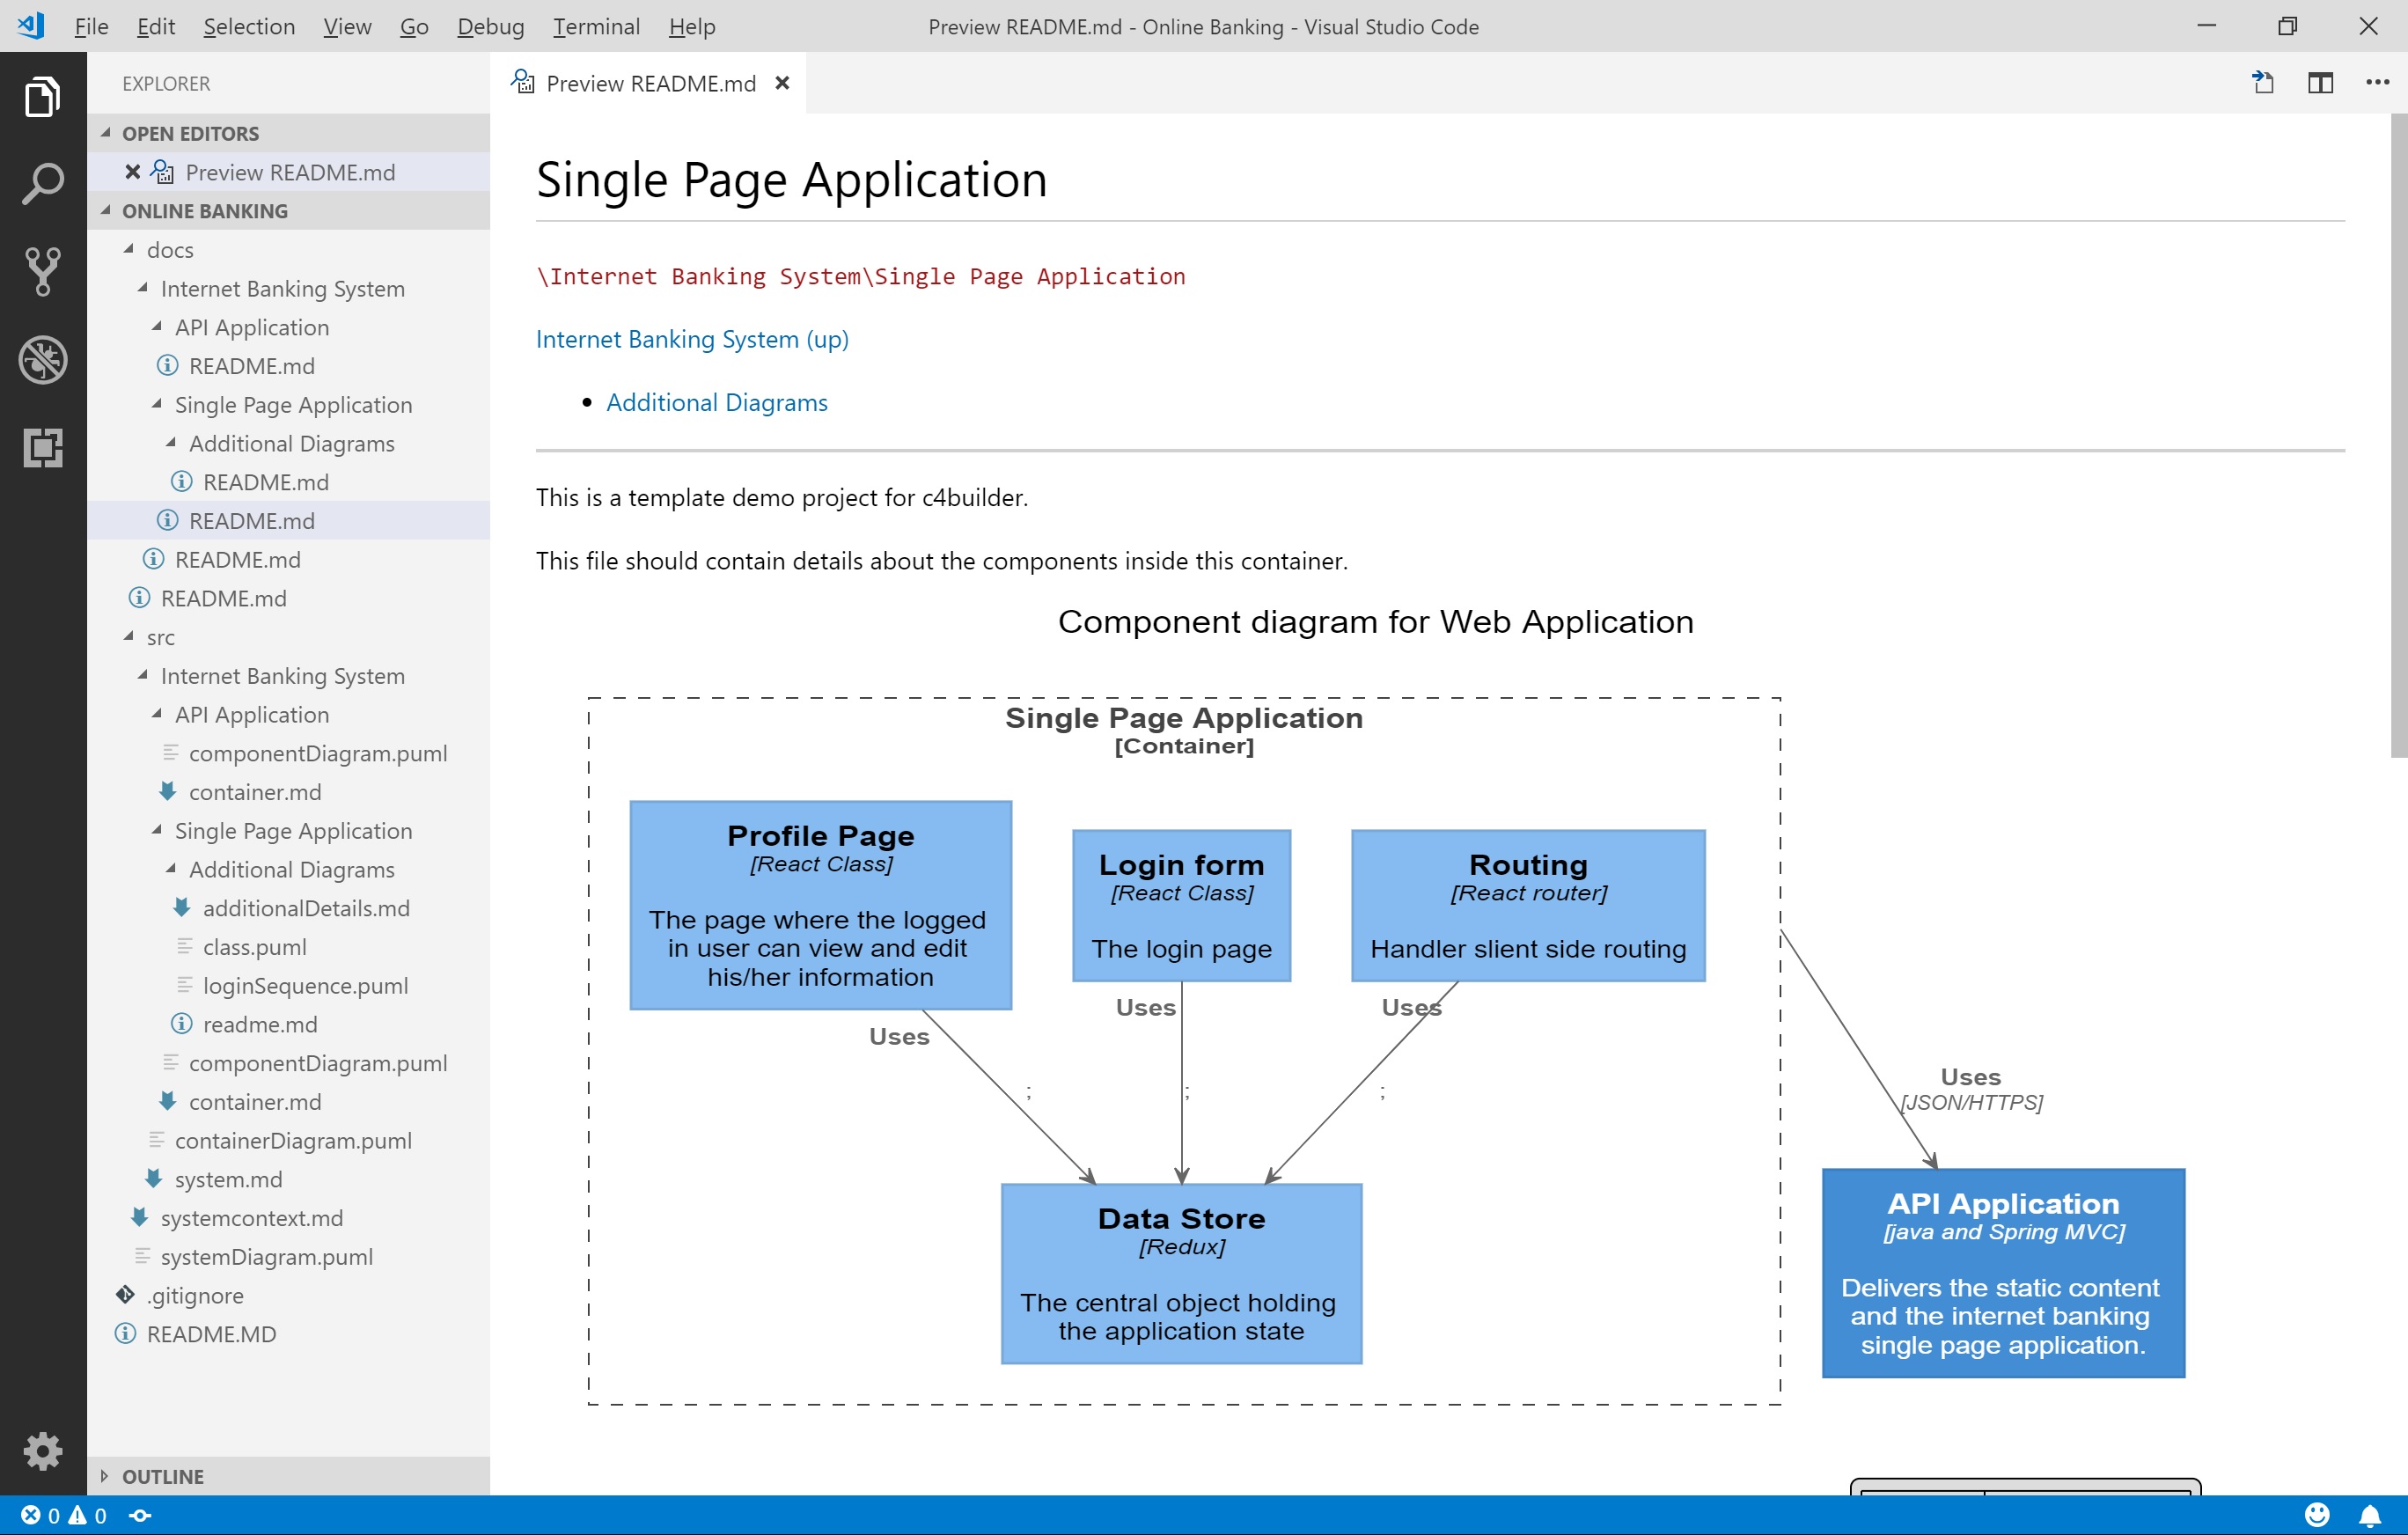 File Edit Selection View Go Debug Terminal Help
Preview README.md - Online Banking - Visual Studio Code
EXPLORER
OPEN EDITORS
Preview README.md
ONLINE BANKING
docs
Internet Banking System
API Application
README.md
Single Page Application
Additional Diagrams
README.md
README.md
README.md
README.md
src
Internet Banking System
API Application
componentDiagram.puml
container.md
Single Page Application
Additional Diagrams
additionalDetails.md
class.puml
loginSequence.puml
readme.md
componentDiagram.puml
container.md
containerDiagram.puml
system.md
systemcontext.md
systemDiagram.puml
.gitignore
README.MD
OUTLINE
Preview README.md
Single Page Application
\Internet Banking System\Single Page Application
Internet Banking System (up)
• Additional Diagrams
This is a template demo project for c4builder.
This file should contain details about the components inside this container.
Component diagram for Web Application
Single Page Application
[Container]
Profile Page
[React Class]
The page where the logged
in user can view and edit
his/her information
Login form
[React Class]
The login page
Routing
[React router]
Handler slient side routing
Uses
Uses
Uses
;
;
;
Uses
[JSON/HTTPS]
Data Store
[Redux]
The central object holding
the application state
API Application
[java and Spring MVC]
Delivers the static content
and the internet banking
single page application.
0 0